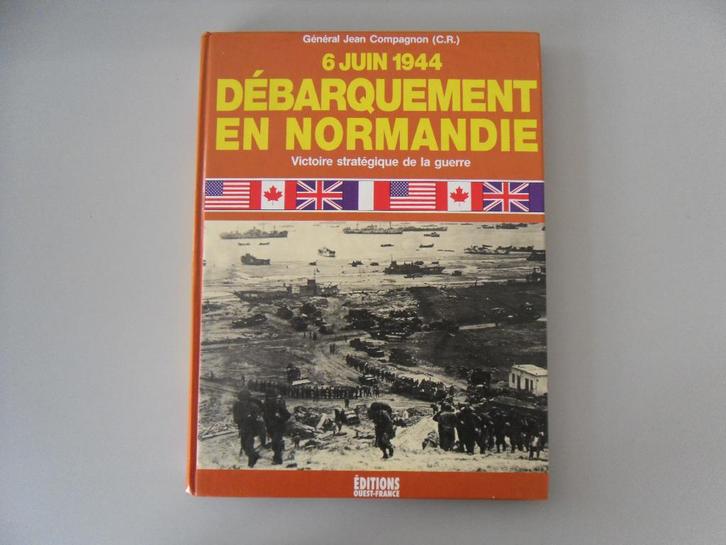 Général Jean Compagnon (C.R.)
6 JUIN 1944
DÉBARQUEMENT
EN NORMANDIE
Victoire stratégique de la guerre
ÉDITIONS
OUEST-FRANCE